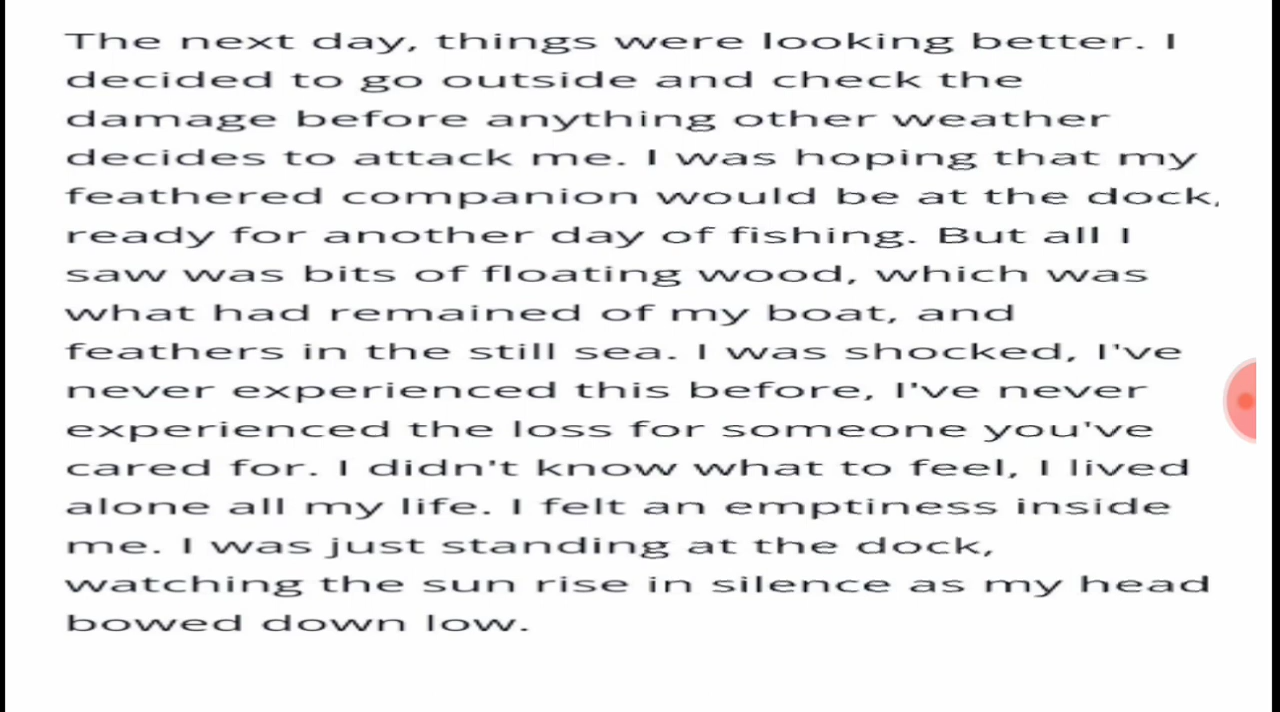 The next day, things were looking better. I
decided to go outside and check the
damage before anything other weather
decides to attack me. I was hoping that my
feathered companion would be at the dock,
ready for another day of fishing. But all I
saw was bits of floating wood, which was
what had remained of my boat, and
feathers in the still sea. I was shocked, I've
never experienced this before, I've never
experienced the loss for someone you've
cared for. I didn't know what to feel, I lived
alone all my life. I felt an emptiness inside
me. I was just standing at the dock,
watching the sun rise in silence as my head
bowed down low.